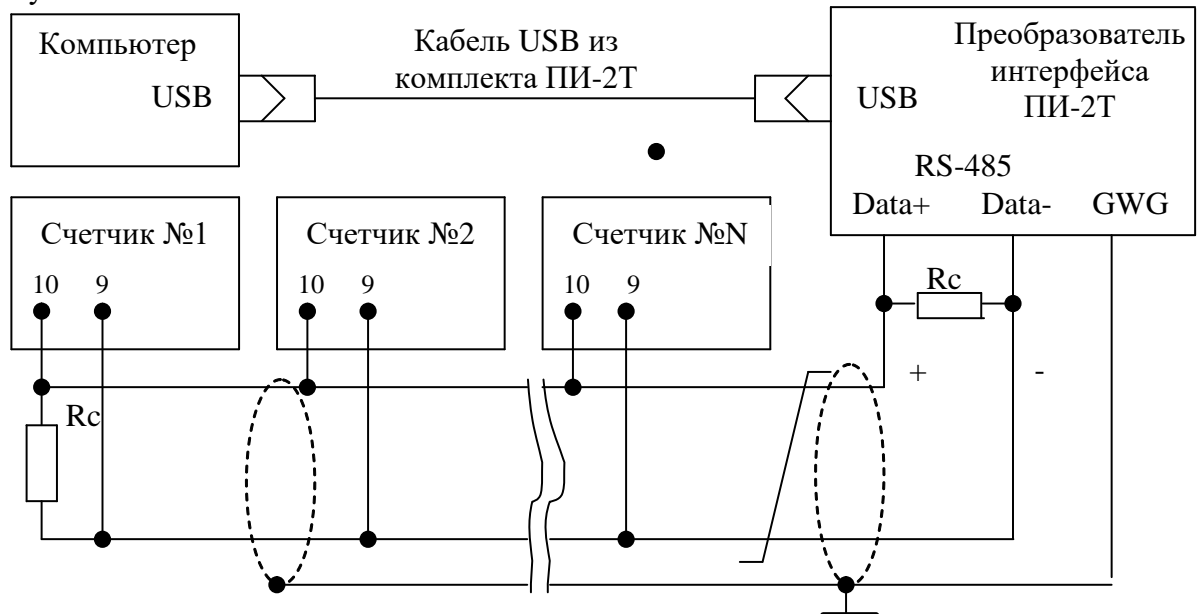 Компьютер
USB
Кабель USB из
комплекта ПИ-2Т
Преобразователь
интерфейса
ПИ-2Т
USB
RS-485
Data+ Data- GWG
Счетчик №1
10 9
Счетчик №2
10 9
Счетчик №N
10 9
Rc
+ -
Rc